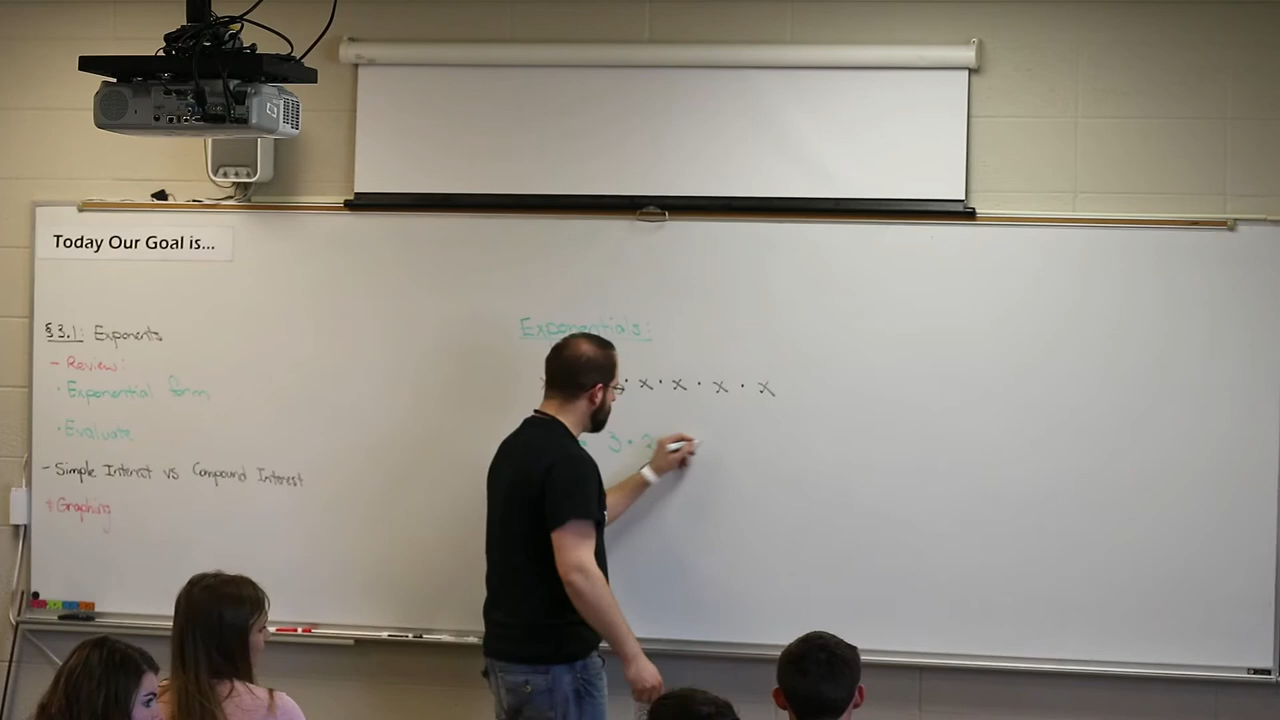 Today Our Goal is...
§3.1: Exponents
- Review:
· Exponential form
· Evaluate
- Simple Interest vs Compound Interest
* Graphing
Exponentials:
· x · x · x · x
3 · 2